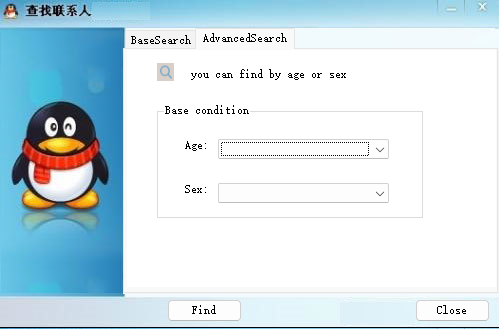 查找联系人
BaseSearch AdvancedSearch
you can find by age or sex
Base condition
Age:
Sex:
Find Close